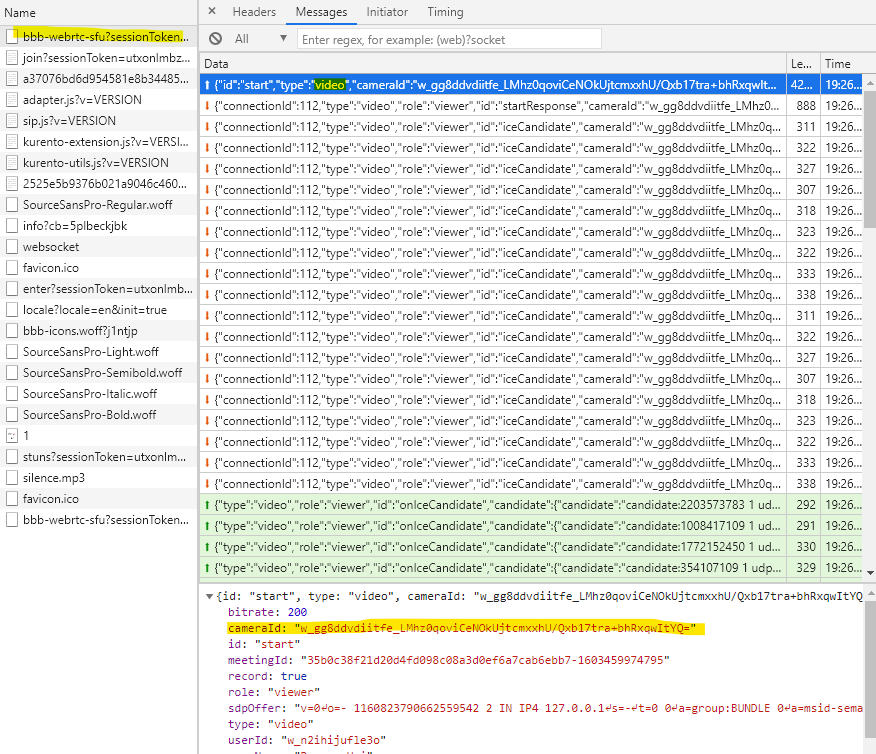 Name
bbb-webrtc-sfu?sessionToken...
join?sessionToken=utxonlmbz...
a37076bd6d954581e8b34485...
adapter.js?v=VERSION
sip.js?v=VERSION
kurento-extension.js?v=VERSI...
kurento-utils.js?v=VERSION
2525e5b9376b021a9046c460...
SourceSansPro-Regular.woff
info?cb=5plbeckjbk
websocket
favicon.ico
enter?sessionToken=utxonlmb...
locale?locale=en&init=true
bbb-icons.woff?j1ntjp
SourceSansPro-Light.woff
SourceSansPro-Semibold.woff
SourceSansPro-Italic.woff
SourceSansPro-Bold.woff
1
stuns?sessionToken=utxonlm...
silence.mp3
favicon.ico
bbb-webrtc-sfu?sessionToken...
× Headers Messages Initiator Timing
All ▼ Enter regex, for example: (web)?socket
Data Le... Time
{"id":"start","type":"video","cameraId":"w_gg8ddvdiitfe_LMhz0qoviCeNOkUjtcmxxhU/Qxb17tra+bhRxqwIt... 42... 19:26...
{"connectionId":112,"type":"video","role":"viewer","id":"startResponse","cameraId":"w_gg8ddvdiitfe_LMhz0... 888 19:26...
{"connectionId":112,"type":"video","role":"viewer","id":"iceCandidate","cameraId":"w_gg8ddvdiitfe_LMhz0q... 311 19:26...
{"connectionId":112,"type":"video","role":"viewer","id":"iceCandidate","cameraId":"w_gg8ddvdiitfe_LMhz0q... 322 19:26...
{"connectionId":112,"type":"video","role":"viewer","id":"iceCandidate","cameraId":"w_gg8ddvdiitfe_LMhz0q... 327 19:26...
{"connectionId":112,"type":"video","role":"viewer","id":"iceCandidate","cameraId":"w_gg8ddvdiitfe_LMhz0q... 307 19:26...
{"connectionId":112,"type":"video","role":"viewer","id":"iceCandidate","cameraId":"w_gg8ddvdiitfe_LMhz0q... 318 19:26...
{"connectionId":112,"type":"video","role":"viewer","id":"iceCandidate","cameraId":"w_gg8ddvdiitfe_LMhz0q... 323 19:26...
{"connectionId":112,"type":"video","role":"viewer","id":"iceCandidate","cameraId":"w_gg8ddvdiitfe_LMhz0q... 322 19:26...
{"connectionId":112,"type":"video","role":"viewer","id":"iceCandidate","cameraId":"w_gg8ddvdiitfe_LMhz0q... 333 19:26...
{"connectionId":112,"type":"video","role":"viewer","id":"iceCandidate","cameraId":"w_gg8ddvdiitfe_LMhz0q... 338 19:26...
{"connectionId":112,"type":"video","role":"viewer","id":"iceCandidate","cameraId":"w_gg8ddvdiitfe_LMhz0q... 311 19:26...
{"connectionId":112,"type":"video","role":"viewer","id":"iceCandidate","cameraId":"w_gg8ddvdiitfe_LMhz0q... 322 19:26...
{"connectionId":112,"type":"video","role":"viewer","id":"iceCandidate","cameraId":"w_gg8ddvdiitfe_LMhz0q... 327 19:26...
{"connectionId":112,"type":"video","role":"viewer","id":"iceCandidate","cameraId":"w_gg8ddvdiitfe_LMhz0q... 307 19:26...
{"connectionId":112,"type":"video","role":"viewer","id":"iceCandidate","cameraId":"w_gg8ddvdiitfe_LMhz0q... 318 19:26...
{"connectionId":112,"type":"video","role":"viewer","id":"iceCandidate","cameraId":"w_gg8ddvdiitfe_LMhz0q... 323 19:26...
{"connectionId":112,"type":"video","role":"viewer","id":"iceCandidate","cameraId":"w_gg8ddvdiitfe_LMhz0q... 322 19:26...
{"connectionId":112,"type":"video","role":"viewer","id":"iceCandidate","cameraId":"w_gg8ddvdiitfe_LMhz0q... 333 19:26...
{"connectionId":112,"type":"video","role":"viewer","id":"iceCandidate","cameraId":"w_gg8ddvdiitfe_LMhz0q... 338 19:26...
{"type":"video","role":"viewer","id":"onIceCandidate","candidate":{"candidate":"candidate:2203573783 1 ud... 292 19:26...
{"type":"video","role":"viewer","id":"onIceCandidate","candidate":{"candidate":"candidate:1008417109 1 ud... 291 19:26...
{"type":"video","role":"viewer","id":"onIceCandidate","candidate":{"candidate":"candidate:1772152450 1 ud... 330 19:26...
{"type":"video","role":"viewer","id":"onIceCandidate","candidate":{"candidate":"candidate:354107109 1 udp... 329 19:26...
▼{id: "start", type: "video", cameraId: "w_gg8ddvdiitfe_LMhz0qoviCeNOkUjtcmxxhU/Qxb17tra+bhRxqwItYQ
bitrate: 200
cameraId: "w_gg8ddvdiitfe_LMhz0qoviCeNOkUjtcmxxhU/Qxb17tra+bhRxqwItYQ="
id: "start"
meetingId: "35b0c38f21d20d4fd098c08a3d0ef6a7cab6ebb7-1603459974795"
record: true
role: "viewer"
sdpOffer: "v=0↵o=- 1160823790662559542 2 IN IP4 127.0.0.1↵s=-↵t=0 0↵a=group:BUNDLE 0↵a=msid-sema
type: "video"
userId: "w_n2ihijufle3o"